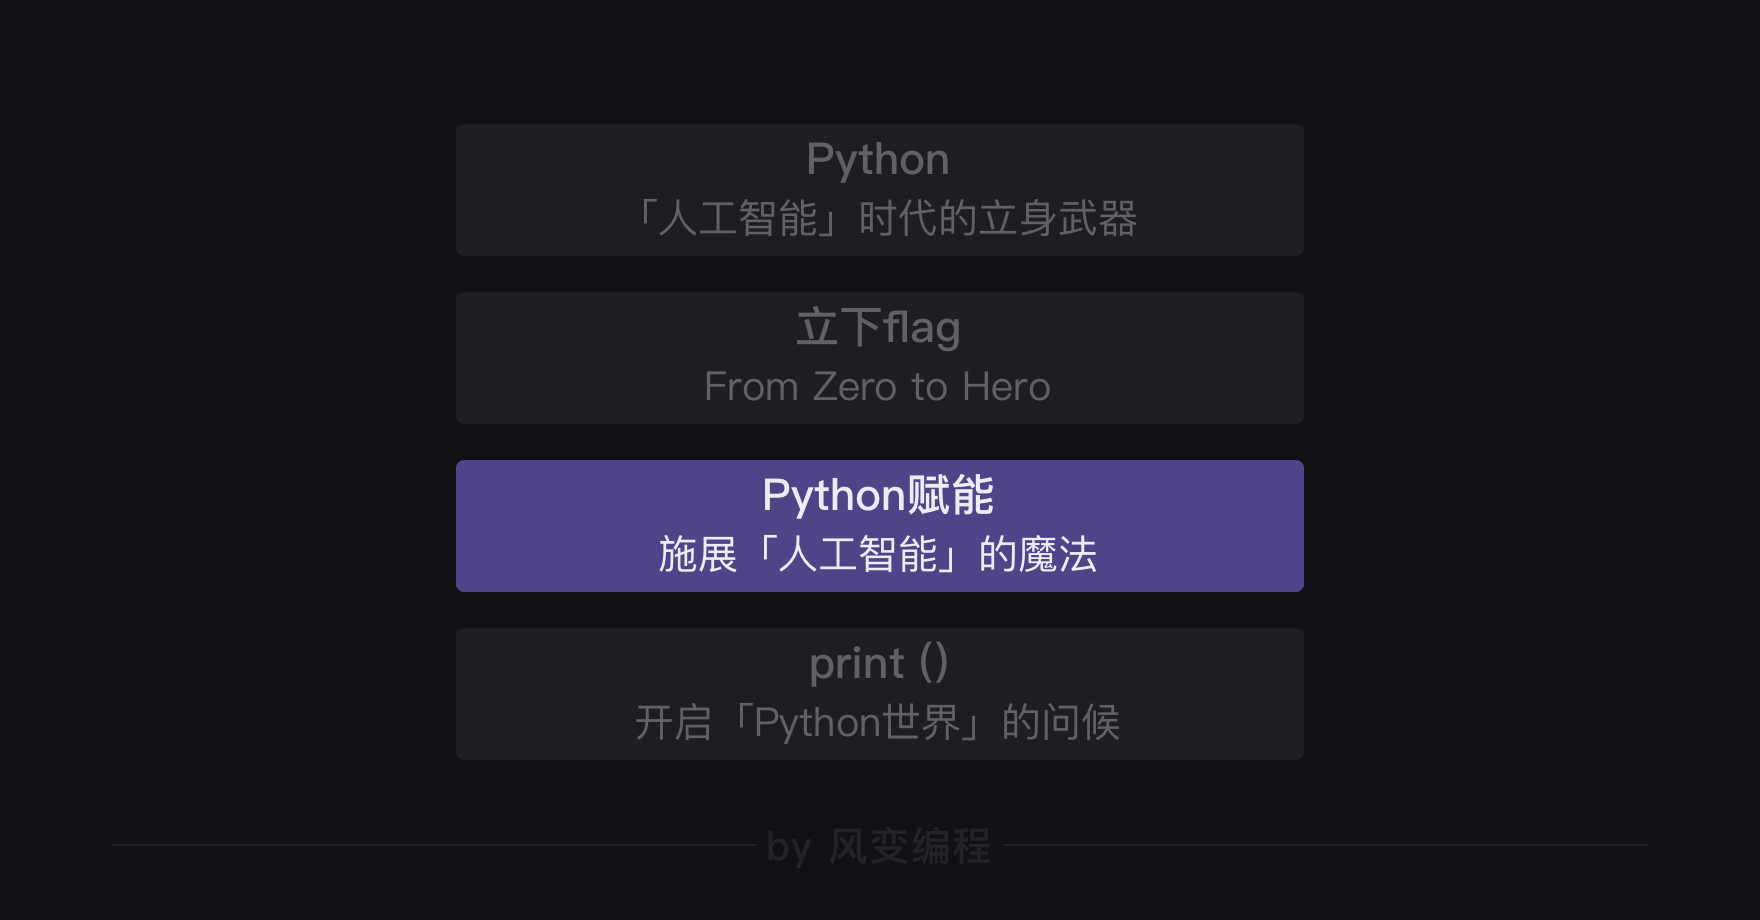 Python
「人工智能」时代的立身武器
立下flag
From Zero to Hero
Python赋能
施展「人工智能」的魔法
print ()
开启「Python世界」的问候
by 风变编程